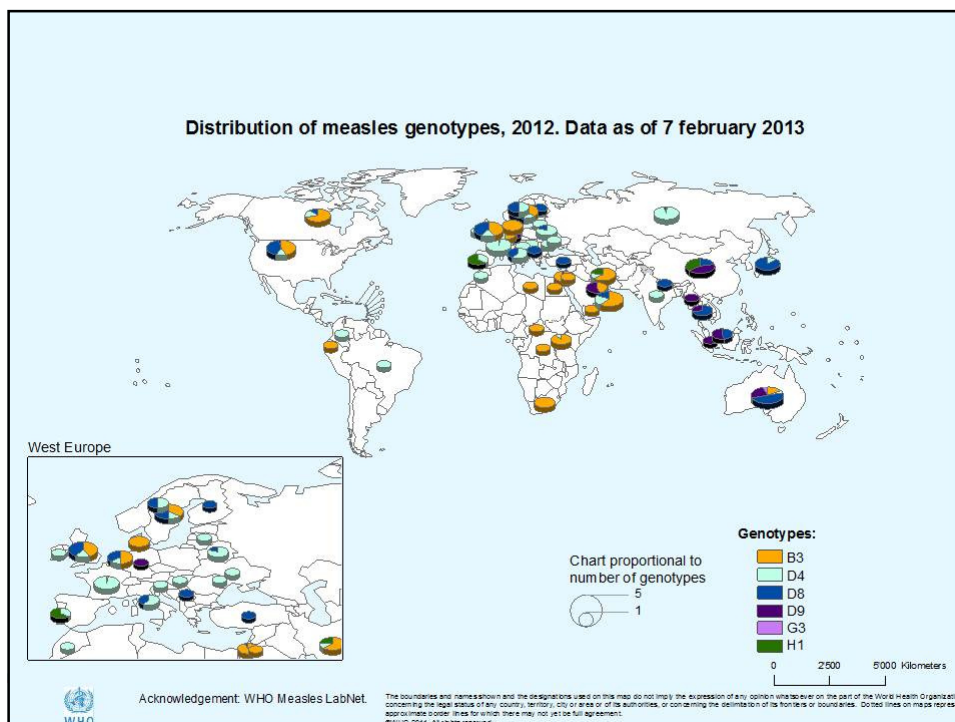 Distribution of measles genotypes, 2012. Data as of 7 february 2013
West Europe
Chart proportional to
number of genotypes
5
1
Genotypes:
B3
D4
D8
D9
G3
H1
0 2'500 5'000 Kilometers
WHO
Acknowledgement: WHO Measles LabNet.
The boundaries and names shown and the designations used on this map do not imply the expression of any opinion whatsoever on the part of the World Health Organizati
concerning the legal status of any country, territory, city or area or of its authorities, or concerning the delimitation of its frontiers or boundaries. Dotted lines on maps repres
approximate border lines for which there may not yet be full agreement.